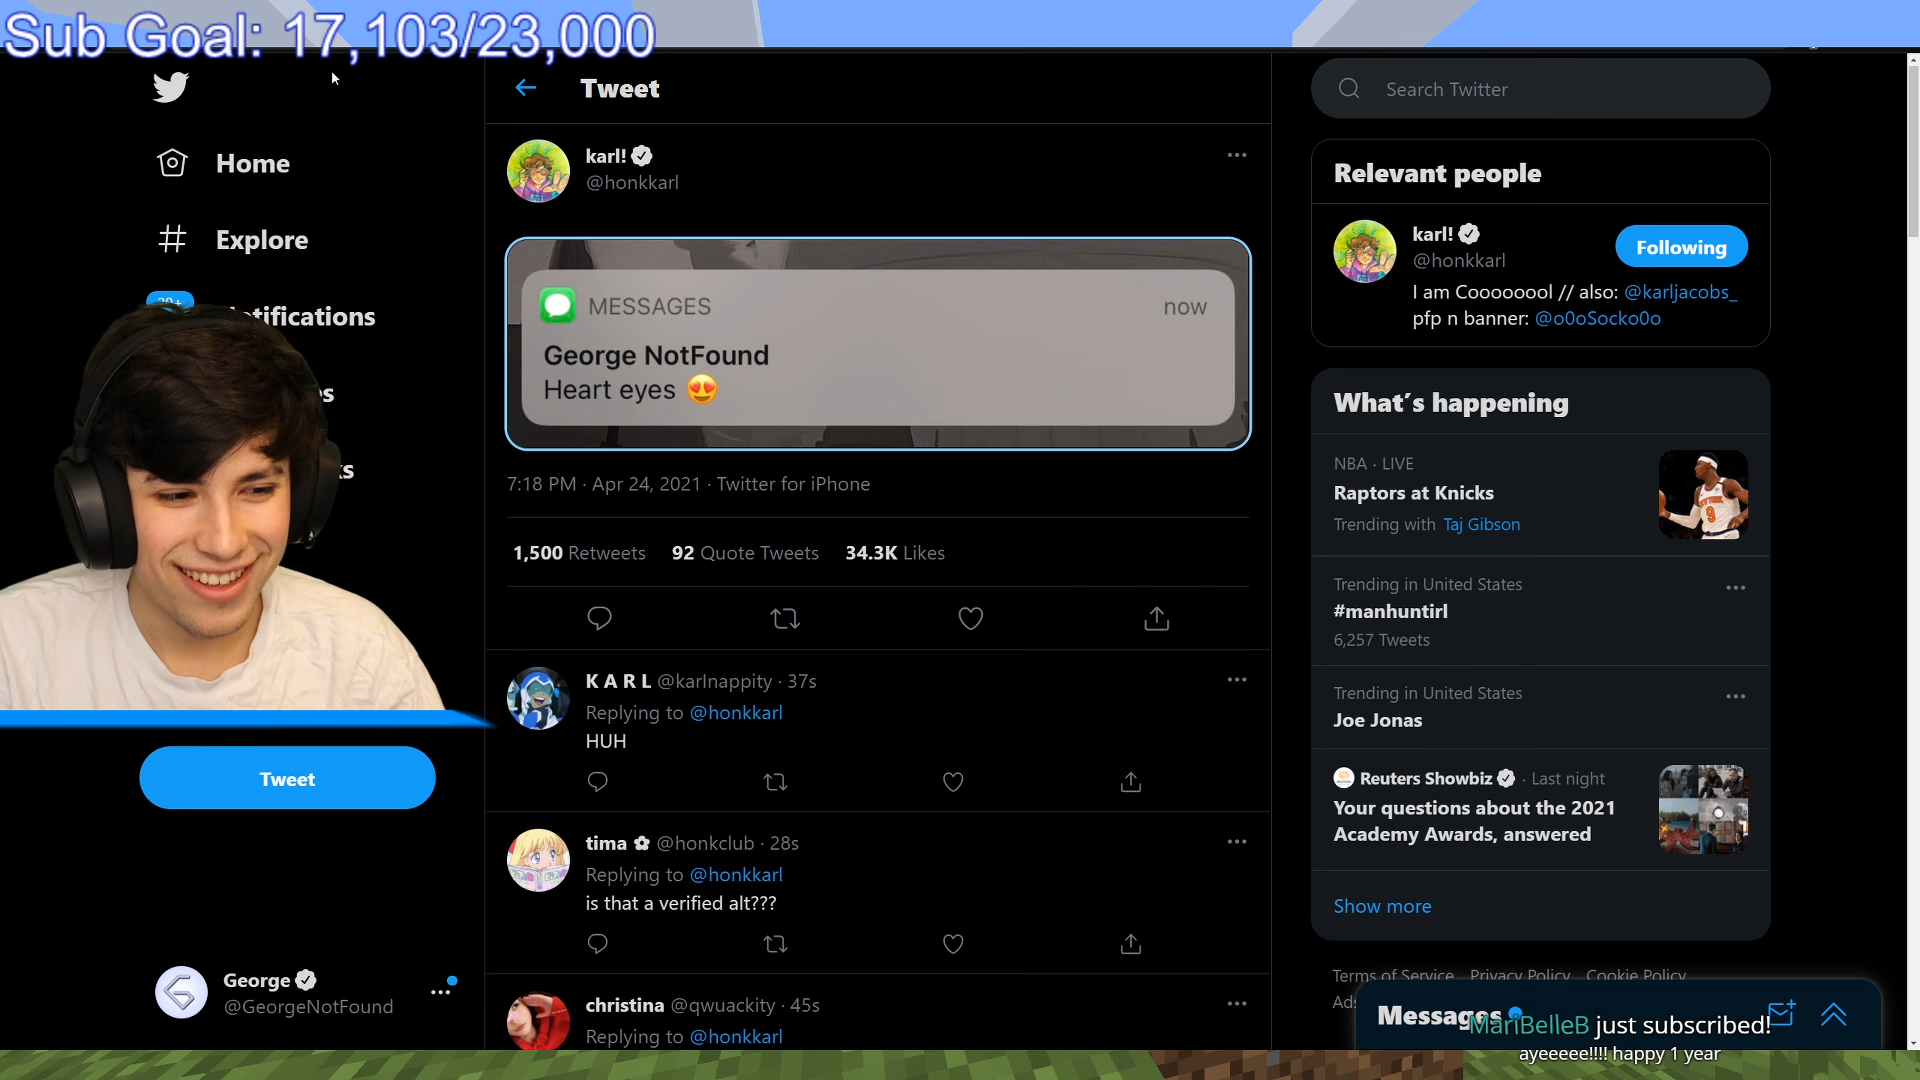 Sub Goal: 17,103/23,000
Home
Explore
20+
tifications
s
ks
Tweet
George
@GeorgeNotFound
Tweet
karl!
@honkkarl
MESSAGES
now
George NotFound
Heart eyes 😍
7:18 PM · Apr 24, 2021 · Twitter for iPhone
1,500 Retweets 92 Quote Tweets 34.3K Likes
K A R L @karlnappity · 37s
Replying to @honkkarl
HUH
tima ✿ @honkclub · 28s
Replying to @honkkarl
is that a verified alt???
christina @qwuackity · 45s
Replying to @honkkarl
Search Twitter
Relevant people
karl!
@honkkarl
Following
I am Coooooool // also: @karljacobs_
pfp n banner: @o0oSocko0o
What's happening
NBA · LIVE
Raptors at Knicks
Trending with Taj Gibson
Trending in United States
#manhuntirl
6,257 Tweets
Trending in United States
Joe Jonas
Reuters Showbiz · Last night
Your questions about the 2021
Academy Awards, answered
Show more
Terms of Service Privacy Policy Cookie Policy
Ads
Messages
MariBelleB just subscribed!
ayeeeee!!!! happy 1 year